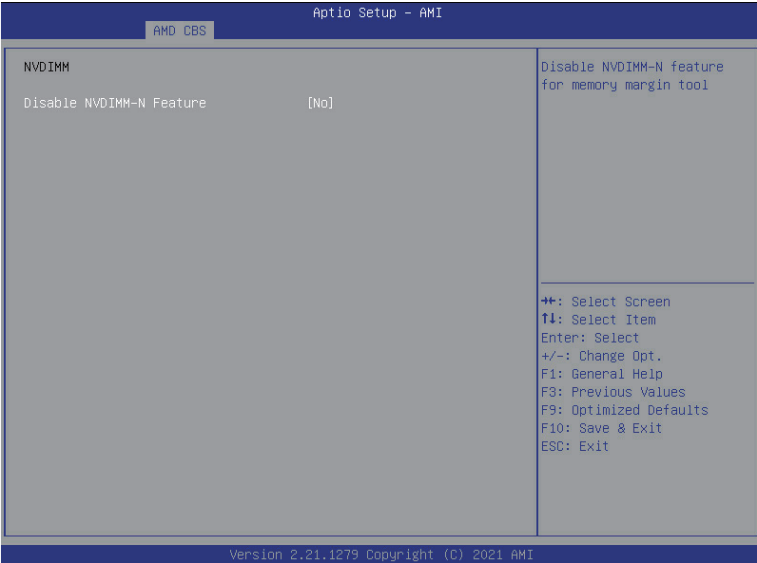 Aptio Setup - AMI
AMD CBS
NVDIMM
Disable NVDIMM-N Feature [No]
Disable NVDIMM-N feature
for memory margin tool
→←: Select Screen
↑↓: Select Item
Enter: Select
+/-: Change Opt.
F1: General Help
F3: Previous Values
F9: Optimized Defaults
F10: Save & Exit
ESC: Exit
Version 2.21.1279 Copyright (C) 2021 AMI